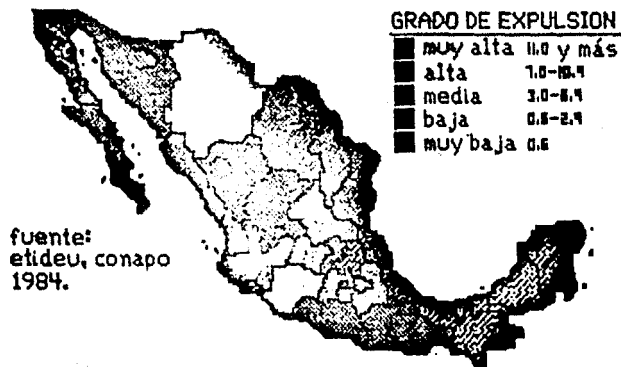 GRADO DE EXPULSION
muy alta 11.0 y más
alta 7.0-10.9
media 3.0-6.9
baja 0.6-2.9
muy baja 0.6
fuente:
etideu, conapo
1984.